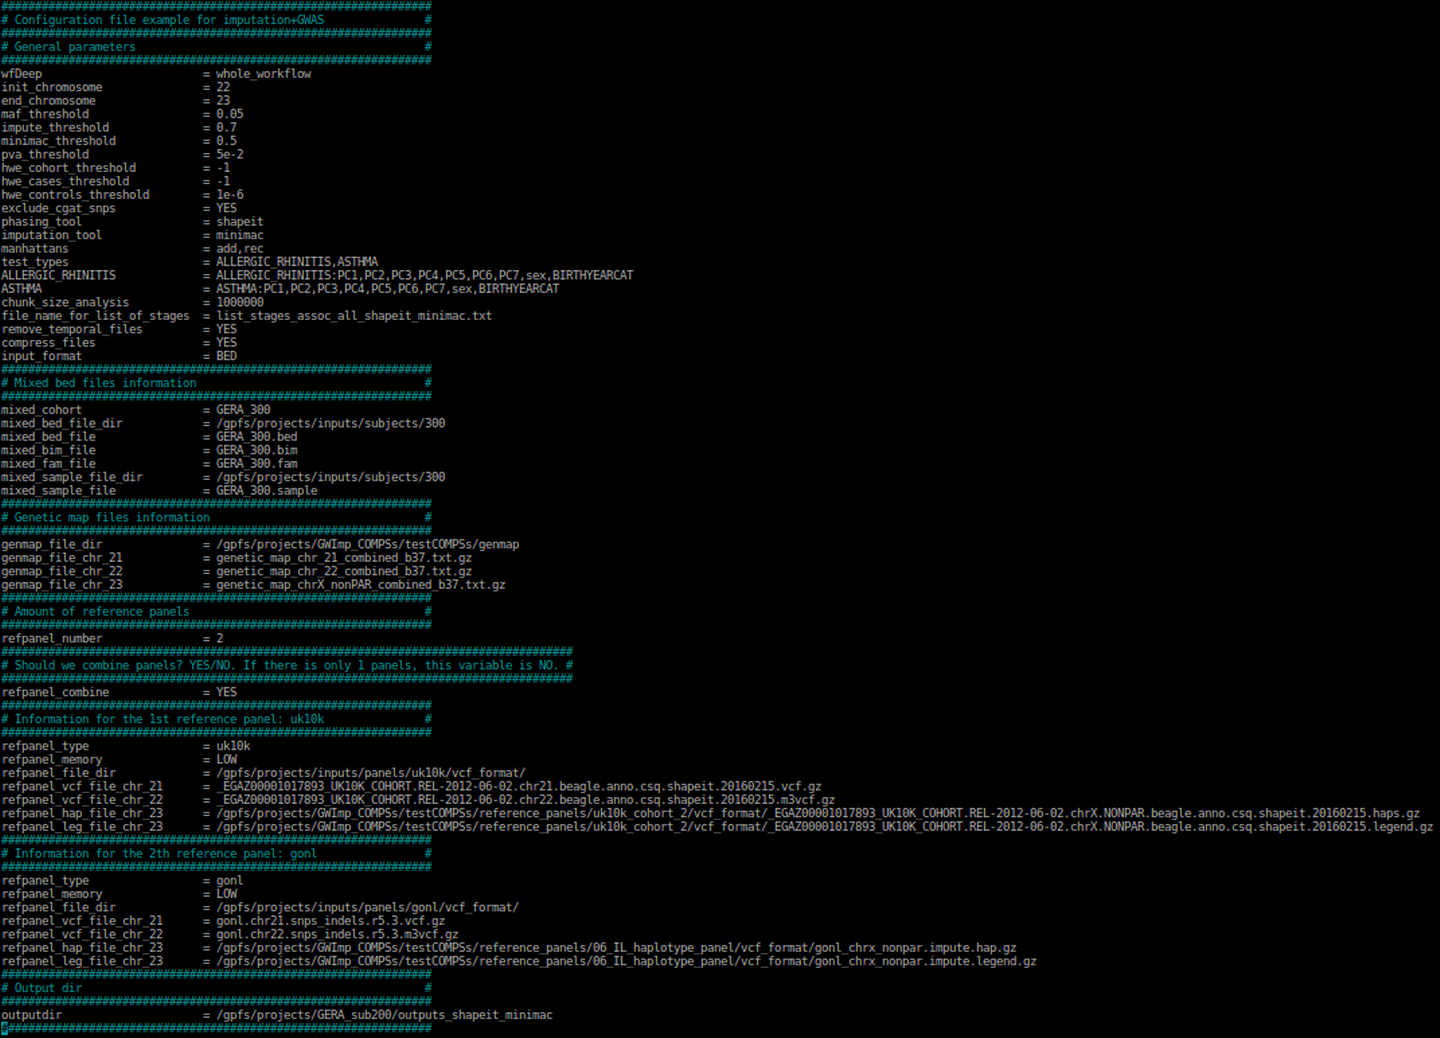 ################################################################
# Configuration file example for imputation+GWAS               #
################################################################
# General parameters                                           #
################################################################
wfDeep                        = whole_workflow
init_chromosome               = 22
end_chromosome                = 23
maf_threshold                 = 0.05
impute_threshold              = 0.7
minimac_threshold             = 0.5
pva_threshold                 = 5e-2
hwe_cohort_threshold          = -1
hwe_cases_threshold           = -1
hwe_controls_threshold        = 1e-6
exclude_cgat_snps             = YES
phasing_tool                  = shapeit
imputation_tool               = minimac
manhattans                    = add,rec
test_types                    = ALLERGIC_RHINITIS,ASTHMA
ALLERGIC_RHINITIS             = ALLERGIC_RHINITIS:PC1,PC2,PC3,PC4,PC5,PC6,PC7,sex,BIRTHYEARCAT
ASTHMA                        = ASTHMA:PC1,PC2,PC3,PC4,PC5,PC6,PC7,sex,BIRTHYEARCAT
chunk_size_analysis           = 1000000
file_name_for_list_of_stages  = list_stages_assoc_all_shapeit_minimac.txt
remove_temporal_files         = YES
compress_files                = YES
input_format                  = BED
################################################################
# Mixed bed files information                                  #
################################################################
mixed_cohort                  = GERA_300
mixed_bed_file_dir            = /gpfs/projects/inputs/subjects/300
mixed_bed_file                = GERA_300.bed
mixed_bim_file                = GERA_300.bim
mixed_fam_file                = GERA_300.fam
mixed_sample_file_dir         = /gpfs/projects/inputs/subjects/300
mixed_sample_file             = GERA_300.sample
################################################################
# Genetic map files information                                #
################################################################
genmap_file_dir               = /gpfs/projects/GWImp_COMPSs/testCOMPSs/genmap
genmap_file_chr_21            = genetic_map_chr_21_combined_b37.txt.gz
genmap_file_chr_22            = genetic_map_chr_22_combined_b37.txt.gz
genmap_file_chr_23            = genetic_map_chrX_nonPAR_combined_b37.txt.gz
################################################################
# Amount of reference panels                                   #
################################################################
refpanel_number               = 2
#####################################################################################
# Should we combine panels? YES/NO. If there is only 1 panels, this variable is NO. #
#####################################################################################
refpanel_combine              = YES
################################################################
# Information for the 1st reference panel: uk10k               #
################################################################
refpanel_type                 = uk10k
refpanel_memory               = LOW
refpanel_file_dir             = /gpfs/projects/inputs/panels/uk10k/vcf_format/
refpanel_vcf_file_chr_21      = _EGAZ00001017893_UK10K_COHORT.REL-2012-06-02.chr21.beagle.anno.csq.shapeit.20160215.vcf.gz
refpanel_vcf_file_chr_22      = _EGAZ00001017893_UK10K_COHORT.REL-2012-06-02.chr22.beagle.anno.csq.shapeit.20160215.m3vcf.gz
refpanel_hap_file_chr_23      = /gpfs/projects/GWImp_COMPSs/testCOMPSs/reference_panels/uk10k_cohort_2/vcf_format/_EGAZ00001017893_UK10K_COHORT.REL-2012-06-02.chrX.NONPAR.beagle.anno.csq.shapeit.20160215.haps.gz
refpanel_leg_file_chr_23      = /gpfs/projects/GWImp_COMPSs/testCOMPSs/reference_panels/uk10k_cohort_2/vcf_format/_EGAZ00001017893_UK10K_COHORT.REL-2012-06-02.chrX.NONPAR.beagle.anno.csq.shapeit.20160215.legend.gz
################################################################
# Information for the 2th reference panel: gonl                #
################################################################
refpanel_type                 = gonl
refpanel_memory               = LOW
refpanel_file_dir             = /gpfs/projects/inputs/panels/gonl/vcf_format/
refpanel_vcf_file_chr_21      = gonl.chr21.snps_indels.r5.3.vcf.gz
refpanel_vcf_file_chr_22      = gonl.chr22.snps_indels.r5.3.m3vcf.gz
refpanel_hap_file_chr_23      = /gpfs/projects/GWImp_COMPSs/testCOMPSs/reference_panels/06_IL_haplotype_panel/vcf_format/gonl_chrx_nonpar.impute.hap.gz
refpanel_leg_file_chr_23      = /gpfs/projects/GWImp_COMPSs/testCOMPSs/reference_panels/06_IL_haplotype_panel/vcf_format/gonl_chrx_nonpar.impute.legend.gz
################################################################
# Output dir                                                   #
################################################################
outputdir                     = /gpfs/projects/GERA_sub200/outputs_shapeit_minimac
################################################################